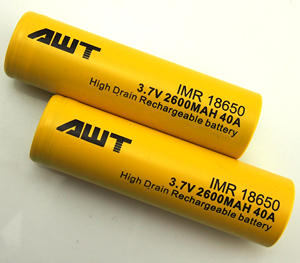 AWT
IMR 18650
3.7V 2600MAH 40A
High Drain Rechargeable battery
AWT
IMR 18650
3.7V 2600MAH 40A
High Drain Rechargeable battery